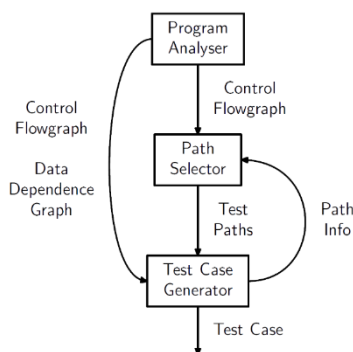 Program
Analyser
Control
Flowgraph
Control
Flowgraph
Data
Dependence
Graph
Path
Selector
Test
Paths
Path
Info
Test Case
Generator
Test Case